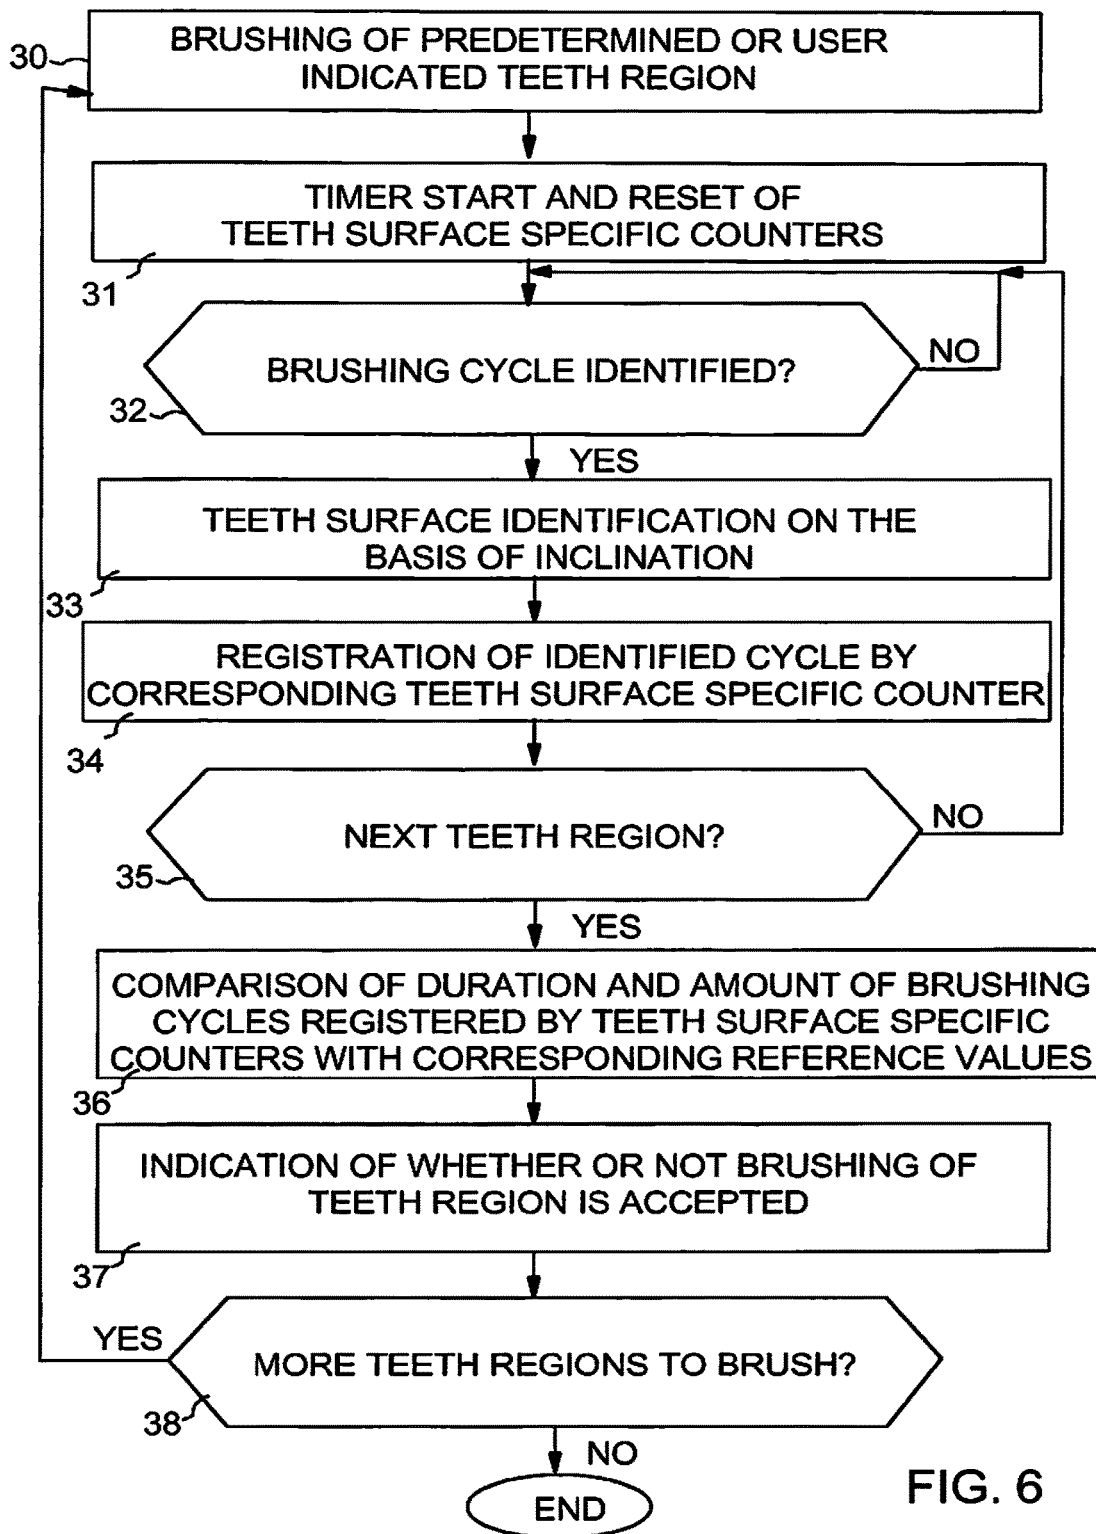 30
BRUSHING OF PREDETERMINED OR USER
INDICATED TEETH REGION
TIMER START AND RESET OF
TEETH SURFACE SPECIFIC COUNTERS
31
BRUSHING CYCLE IDENTIFIED?
NO
32
YES
TEETH SURFACE IDENTIFICATION ON THE
BASIS OF INCLINATION
33
REGISTRATION OF IDENTIFIED CYCLE BY
CORRESPONDING TEETH SURFACE SPECIFIC COUNTER
34
NEXT TEETH REGION?
NO
35
YES
COMPARISON OF DURATION AND AMOUNT OF BRUSHING
CYCLES REGISTERED BY TEETH SURFACE SPECIFIC
COUNTERS WITH CORRESPONDING REFERENCE VALUES
36
INDICATION OF WHETHER OR NOT BRUSHING OF
TEETH REGION IS ACCEPTED
37
YES
MORE TEETH REGIONS TO BRUSH?
38
NO
END
FIG. 6